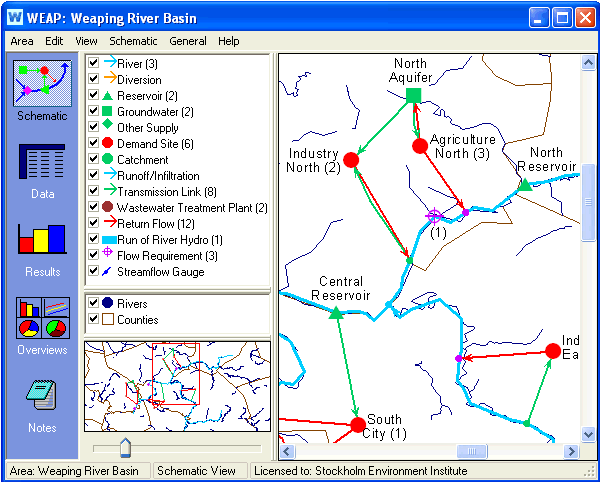 WEAP: Weaping River Basin
Area Edit View Schematic General Help
Schematic
Data
Results
Overviews
Notes
River (3)
Diversion
Reservoir (2)
Groundwater (2)
Other Supply
Demand Site (6)
Catchment
Runoff/Infiltration
Transmission Link (8)
Wastewater Treatment Plant (2)
Return Flow (12)
Run of River Hydro (1)
Flow Requirement (3)
Streamflow Gauge
Rivers
Counties
North
Aquifer
Agriculture
North (3)
Industry
North (2)
North
Reservoir
(1)
Central
Reservoir
Ind
Ea
South
City (1)
Area: Weaping River Basin Schematic View Licensed to: Stockholm Environment Institute